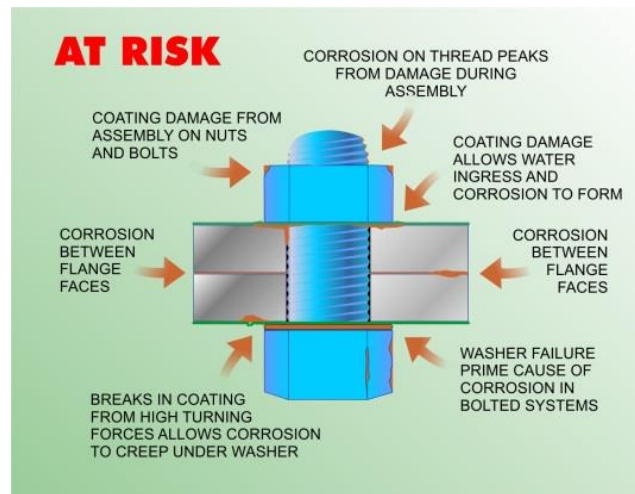 AT RISK
CORROSION ON THREAD PEAKS
FROM DAMAGE DURING
ASSEMBLY
COATING DAMAGE FROM
ASSEMBLY ON NUTS
AND BOLTS
COATING DAMAGE
ALLOWS WATER
INGRESS AND
CORROSION TO FORM
CORROSION
BETWEEN
FLANGE
FACES
CORROSION
BETWEEN
FLANGE
FACES
BREAKS IN COATING
FROM HIGH TURNING
FORCES ALLOWS CORROSION
TO CREEP UNDER WASHER
WASHER FAILURE
PRIME CAUSE OF
CORROSION IN
BOLTED SYSTEMS